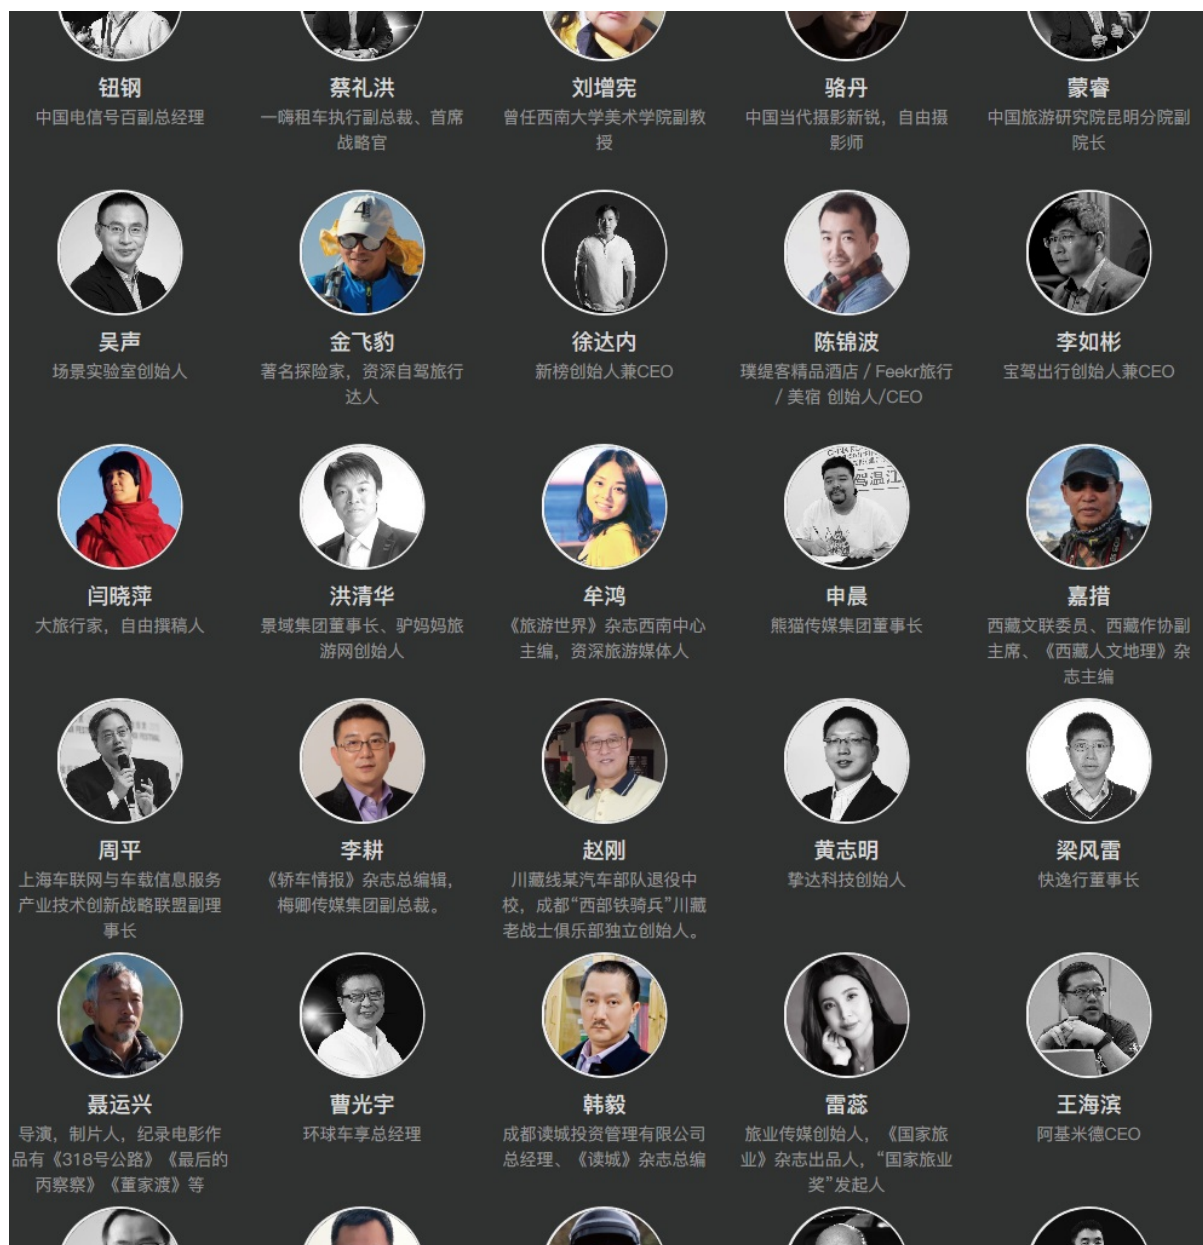 钮钢
中国电信号百副总经理
蔡礼洪
一嗨租车执行副总裁、首席
战略官
刘增宪
曾任西南大学美术学院副教
授
骆丹
中国当代摄影新锐，自由摄
影师
蒙睿
中国旅游研究院昆明分院副
院长
吴声
场景实验室创始人
4
金飞豹
著名探险家，资深自驾旅行
达人
徐达内
新榜创始人兼CEO
陈锦波
璞缇客精品酒店 / Feekr旅行
/ 美宿 创始人/CEO
李如彬
宝驾出行创始人兼CEO
闫晓萍
大旅行家，自由撰稿人
洪清华
景域集团董事长、驴妈妈旅
游网创始人
牟鸿
《旅游世界》杂志西南中心
主编，资深旅游媒体人
驾温江
申晨
熊猫传媒集团董事长
嘉措
西藏文联委员、西藏作协副
主席、《西藏人文地理》杂
志主编
周平
上海车联网与车载信息服务
产业技术创新战略联盟副理
事长
李耕
《轿车情报》杂志总编辑，
梅卿传媒集团副总裁。
赵刚
川藏线某汽车部队退役中
校，成都“西部铁骑兵”川藏
老战士俱乐部独立创始人。
黄志明
挚达科技创始人
梁风雷
快逸行董事长
聂运兴
导演，制片人，纪录电影作
品有《318号公路》《最后的
丙察察》《董家渡》等
曹光宇
环球车享总经理
韩毅
成都读城投资管理有限公司
总经理、《读城》杂志总编
雷蕊
旅业传媒创始人，《国家旅
业》杂志出品人，“国家旅业
奖”发起人
王海滨
阿基米德CEO